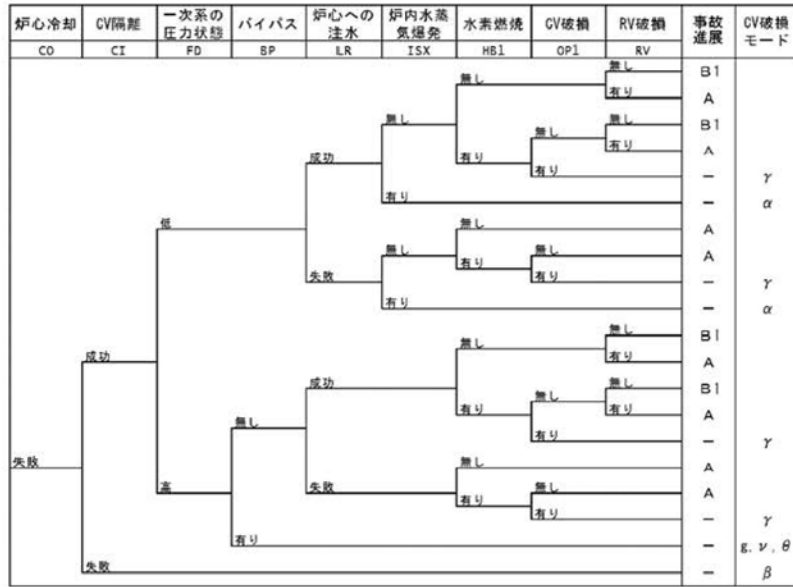 炉心冷却 CV隔離 一次系の圧力状態 バイパス 炉心への注水 炉内水蒸気爆発 水素燃焼 CV破損 RV破損 事故進展 CV破損モード
CO CI FD BP LR ISX HB1 OP1 RV
無し B1
無し
有り A
無し 無し B1
無し
有り A
成功 有り
有り － γ
有り － α
低 無し A
無し 無し A
有り
失敗 有り － γ
有り － α
無し B1
無し
成功 有り A
成功 無し B1
無し
有り 有り A
無し
有り － γ
失敗 無し A
高 失敗 無し A
有り
有り － γ
有り － g, ν, θ
失敗 － β